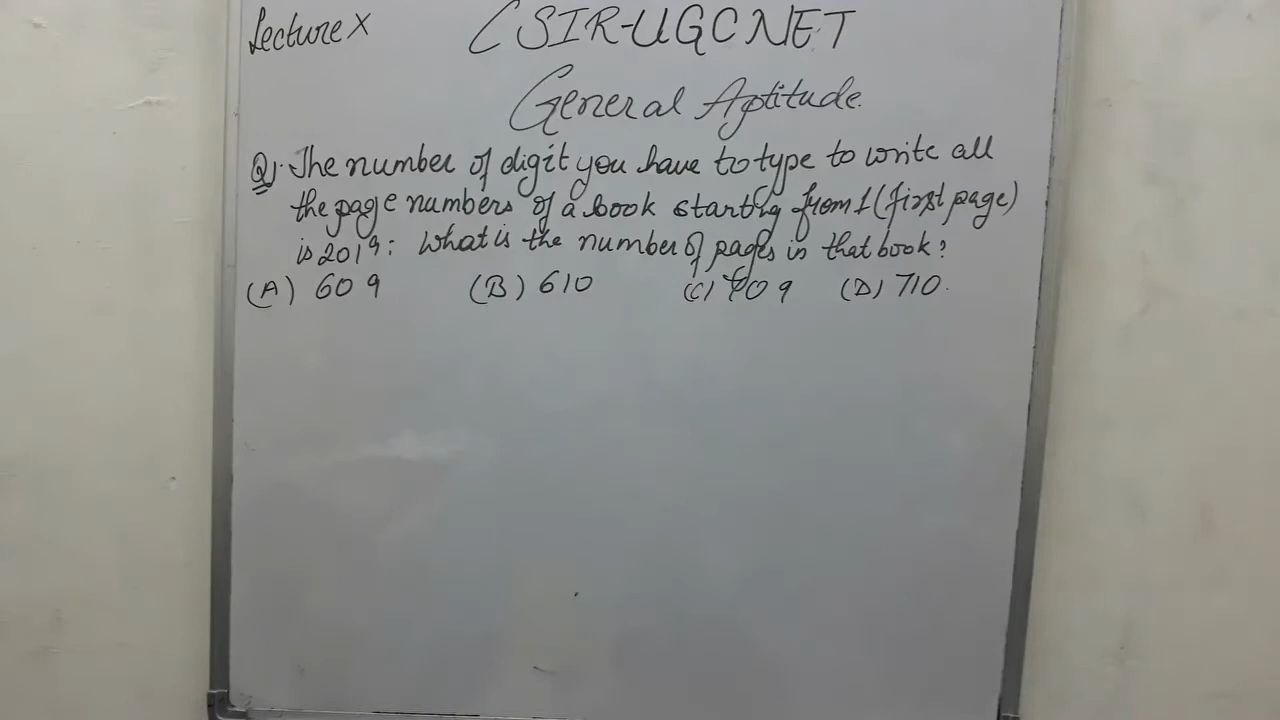 Lecture X
CSIR-UGC NET
General Aptitude.
Q). The number of digit you have to type to write all
the page numbers of a book starting from 1 (first page)
is 2019: What is the number of pages in that book?
(A) 609 (B) 610 (C) 709 (D) 710.